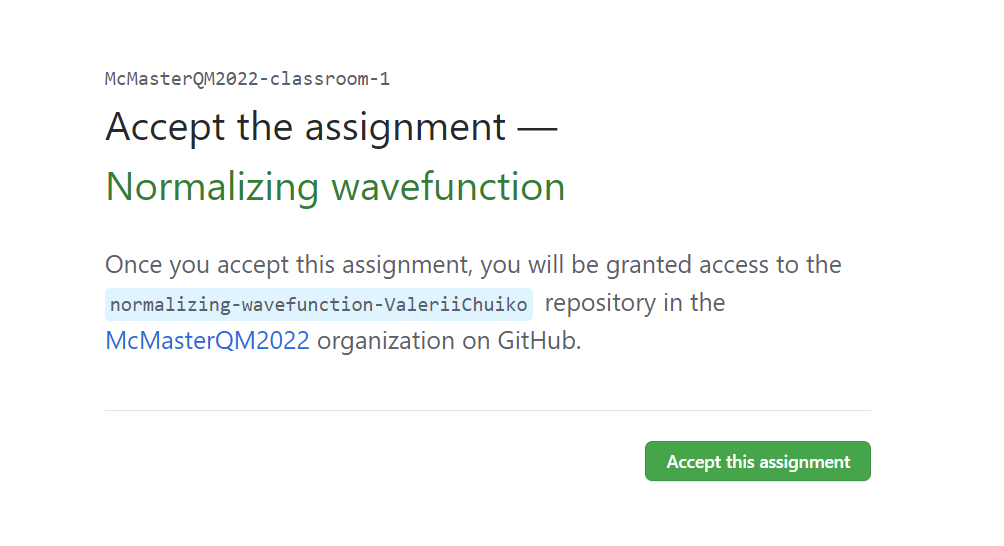 McMasterQM2022-classroom-1
Accept the assignment —
Normalizing wavefunction
Once you accept this assignment, you will be granted access to the
normalizing-wavefunction-ValeriiChuiko repository in the
McMasterQM2022 organization on GitHub.
Accept this assignment